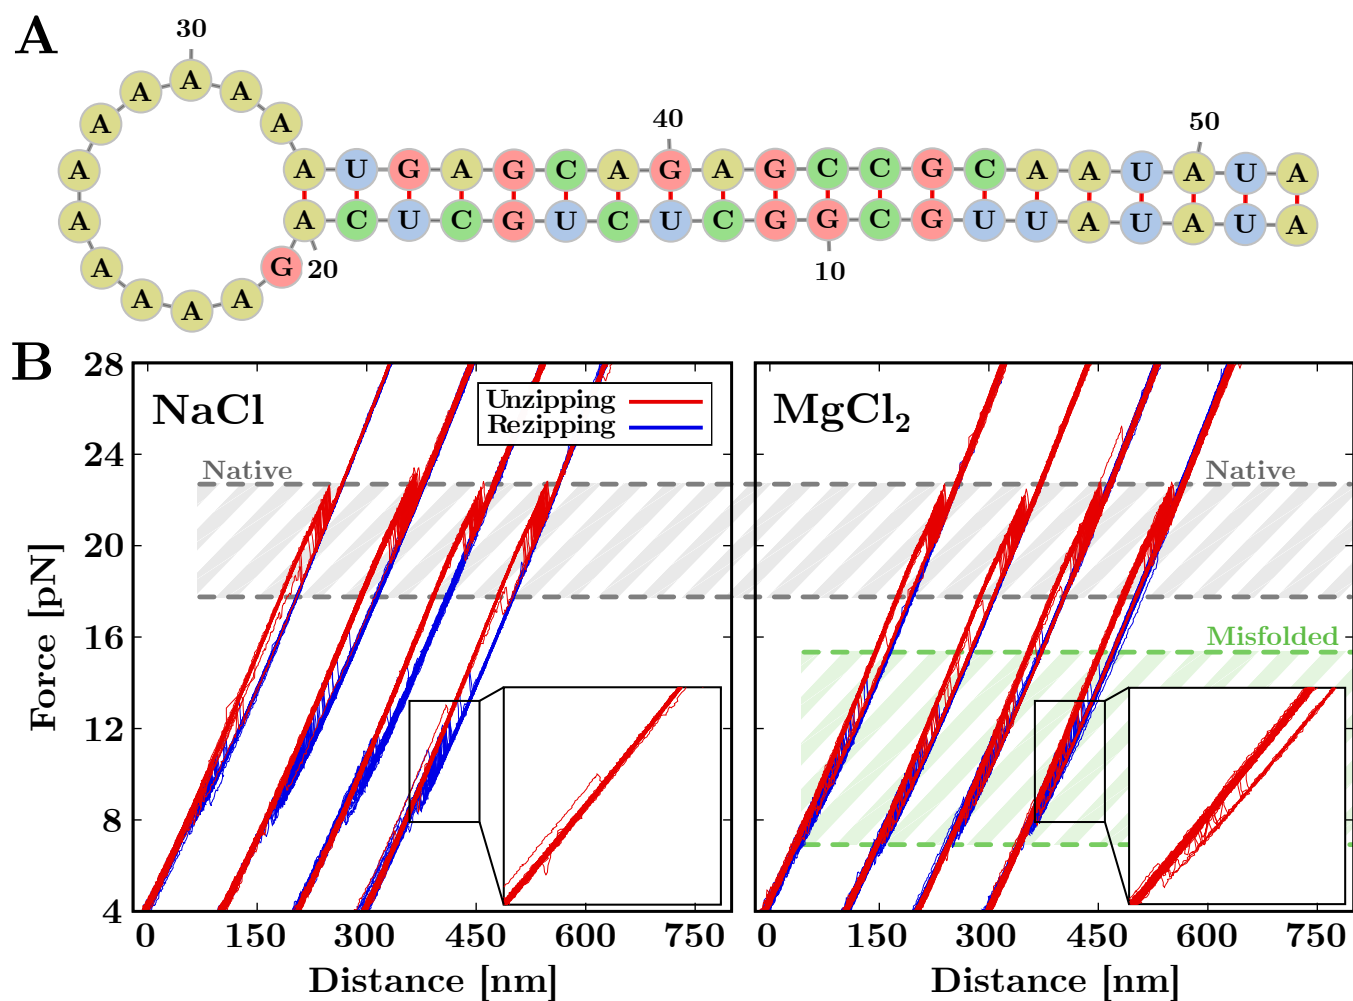 A
30
A A A A A
A A U G A G C A G A G C C G C A A U A U A
40
50
A A C U C G U C U C G G C G U U A U A U A
A G 20
A A A
10
B
28
24
20
16
12
8
4
Force [pN]
NaCl
Unzipping
Rezipping
Native
0 150 300 450 600 750
Distance [nm]
MgCl₂
Native
Misfolded
0 150 300 450 600 750
Distance [nm]